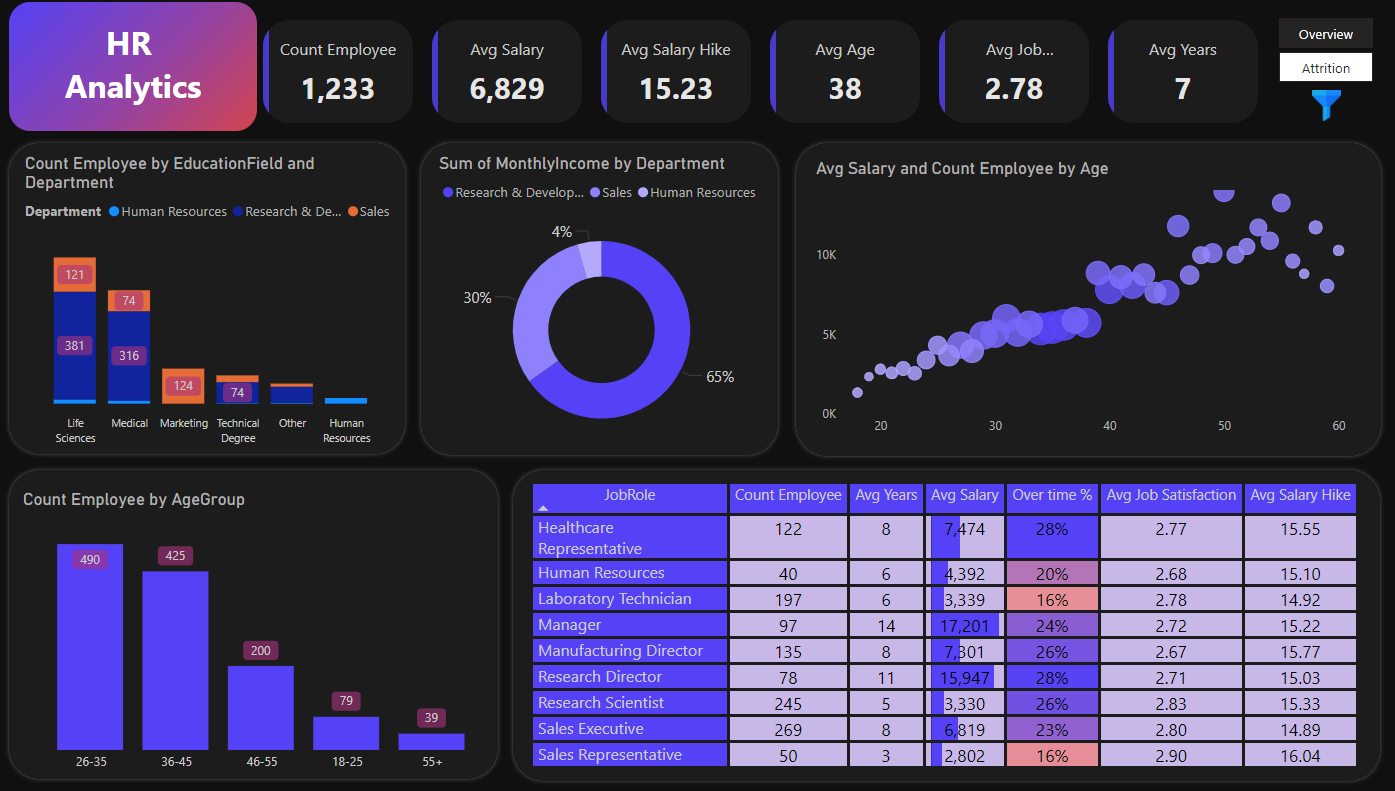 HR
Analytics
Count Employee
1,233
Avg Salary
6,829
Avg Salary Hike
15.23
Avg Age
38
Avg Job...
2.78
Avg Years
7
Overview
Attrition
Count Employee by EducationField and
Department
Department Human Resources Research & De... Sales
121
381
74
316
124
74
Life
Sciences
Medical
Marketing
Technical
Degree
Other
Human
Resources
Sum of MonthlyIncome by Department
Research & Develop... Sales Human Resources
4%
30%
65%
Avg Salary and Count Employee by Age
10K
5K
0K
20 30 40 50 60
Count Employee by AgeGroup
490
425
200
79
39
26-35 36-45 46-55 18-25 55+
JobRole Count Employee Avg Years Avg Salary Over time % Avg Job Satisfaction Avg Salary Hike
Healthcare
Representative 122 8 7,474 28% 2.77 15.55
Human Resources 40 6 4,392 20% 2.68 15.10
Laboratory Technician 197 6 3,339 16% 2.78 14.92
Manager 97 14 17,201 24% 2.72 15.22
Manufacturing Director 135 8 7,301 26% 2.67 15.77
Research Director 78 11 15,947 28% 2.71 15.03
Research Scientist 245 5 3,330 26% 2.83 15.33
Sales Executive 269 8 6,819 23% 2.80 14.89
Sales Representative 50 3 2,802 16% 2.90 16.04